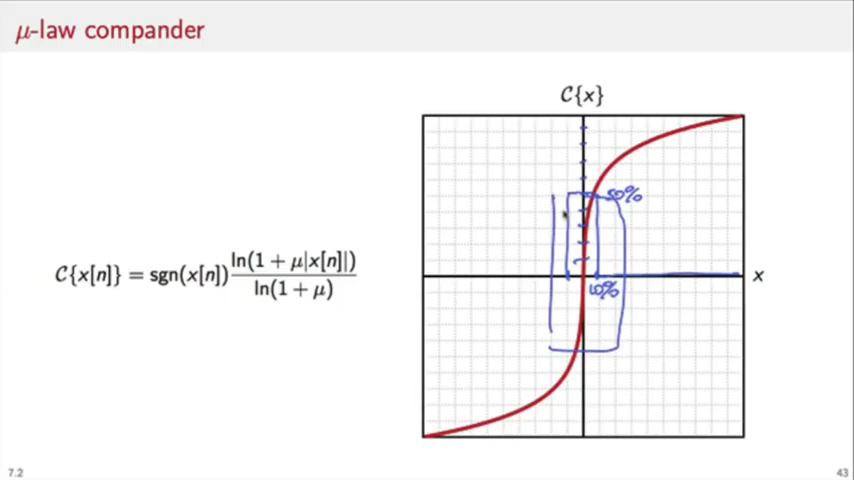 μ-law compander
C{x}
50%
C{x[n]} = sgn(x[n]) ln(1 + μ|x[n]|) / ln(1 + μ)
x
10%
7.2
43